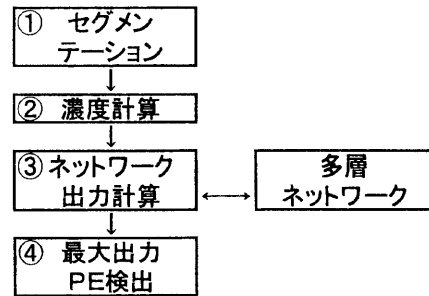 ① セグメン
テーション
② 濃度計算
③ネットワーク
出力計算
多層
ネットワーク
④ 最大出力
PE検出